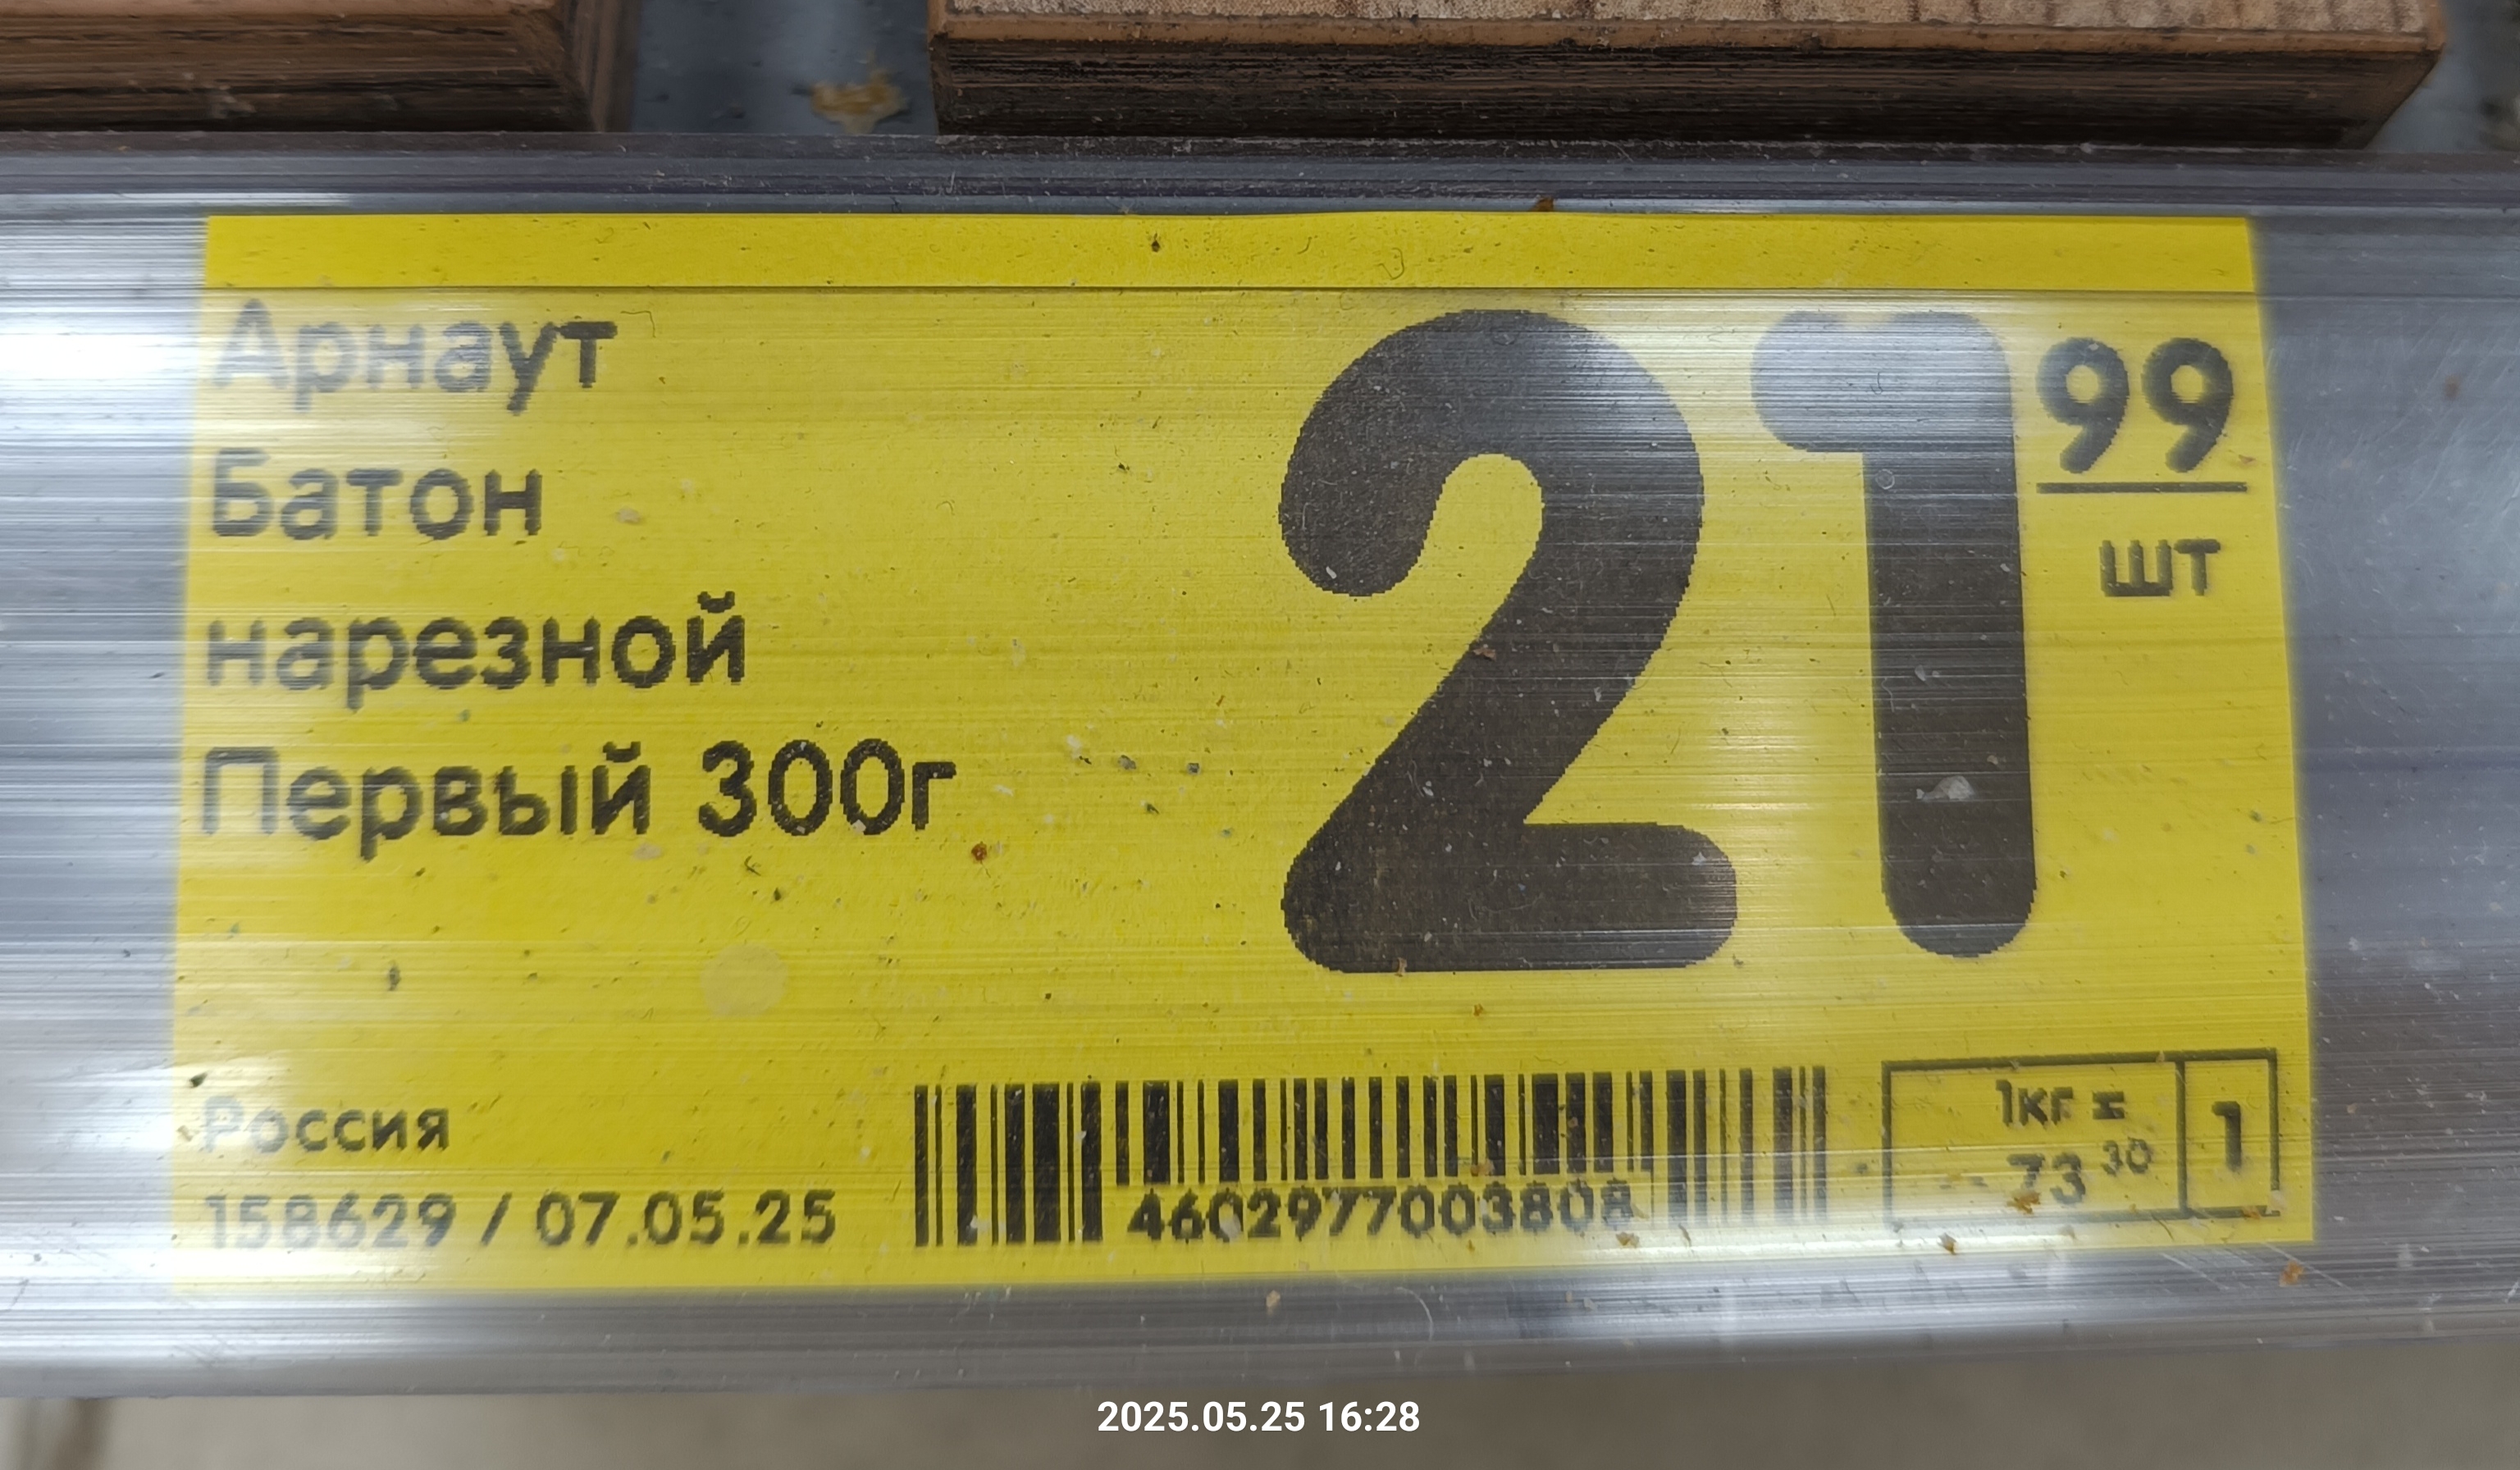 Арнаут
Батон
нарезной
Первый 300г
21 99
шт
Россия
158629 / 07.05.25
4602977003808
1кг =
73 30
1
2025.05.25 16:28